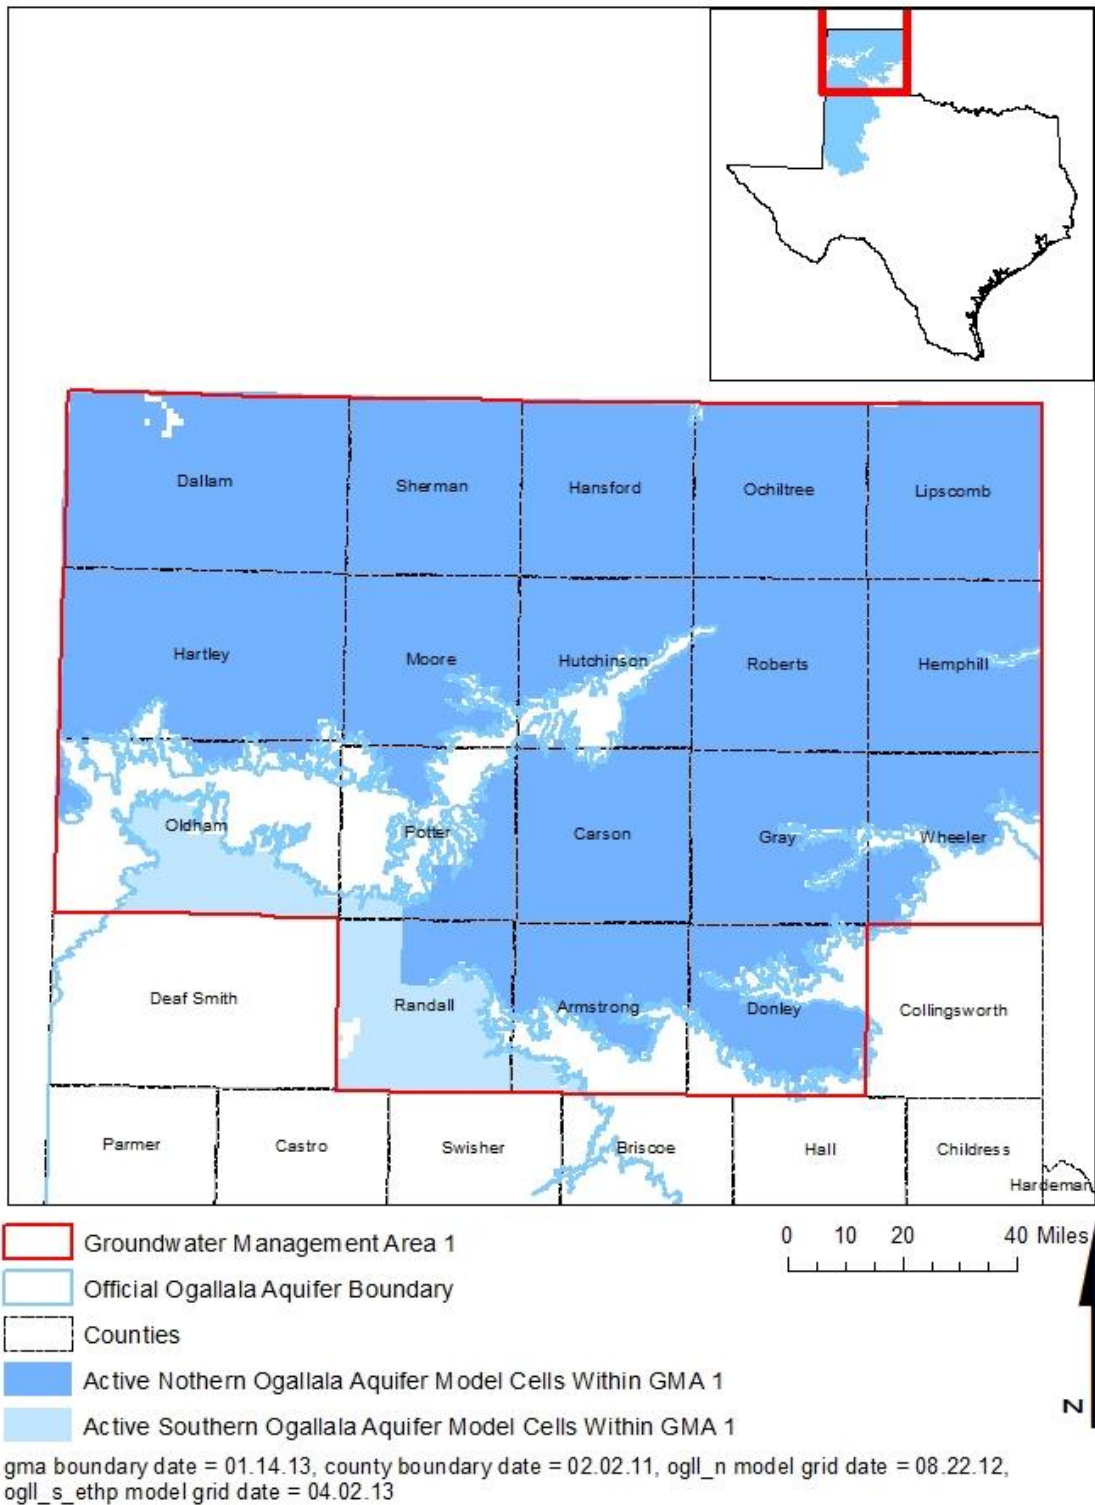 Dallam
Sherman
Hansford
Ochiltree
Lipscomb
Hartley
Moore
Hutchinson
Roberts
Hemphill
Oldham
Potter
Carson
Gray
Wheeler
Deaf Smith
Randall
Armstrong
Donley
Collingsworth
Parmer
Castro
Swisher
Briscoe
Hall
Childress
Hardeman
Groundwater Management Area 1
Official Ogallala Aquifer Boundary
Counties
Active Nothern Ogallala Aquifer Model Cells Within GMA 1
Active Southern Ogallala Aquifer Model Cells Within GMA 1
0 10 20 40 Miles
N
gma boundary date = 01.14.13, county boundary date = 02.02.11, ogll_n model grid date = 08.22.12,
ogll_s_ethp model grid date = 04.02.13